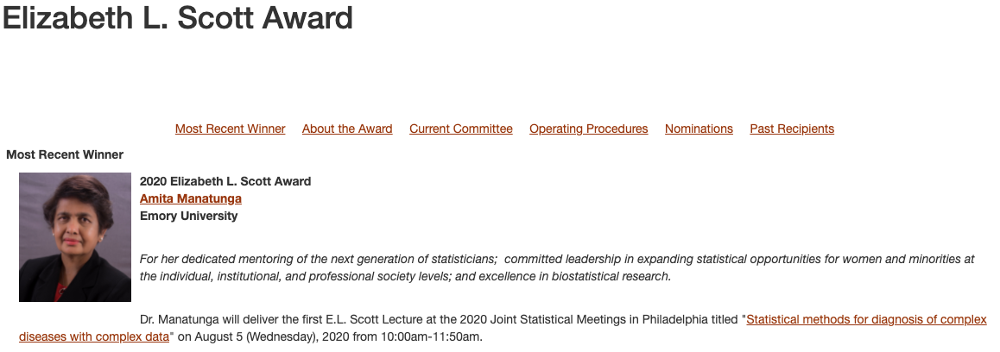 Elizabeth L. Scott Award
Most Recent Winner About the Award Current Committee Operating Procedures Nominations Past Recipients
Most Recent Winner
2020 Elizabeth L. Scott Award
Amita Manatunga
Emory University
For her dedicated mentoring of the next generation of statisticians;  committed leadership in expanding statistical opportunities for women and minorities at
the individual, institutional, and professional society levels; and excellence in biostatistical research.
Dr. Manatunga will deliver the first E.L. Scott Lecture at the 2020 Joint Statistical Meetings in Philadelphia titled "Statistical methods for diagnosis of complex
diseases with complex data" on August 5 (Wednesday), 2020 from 10:00am-11:50am.